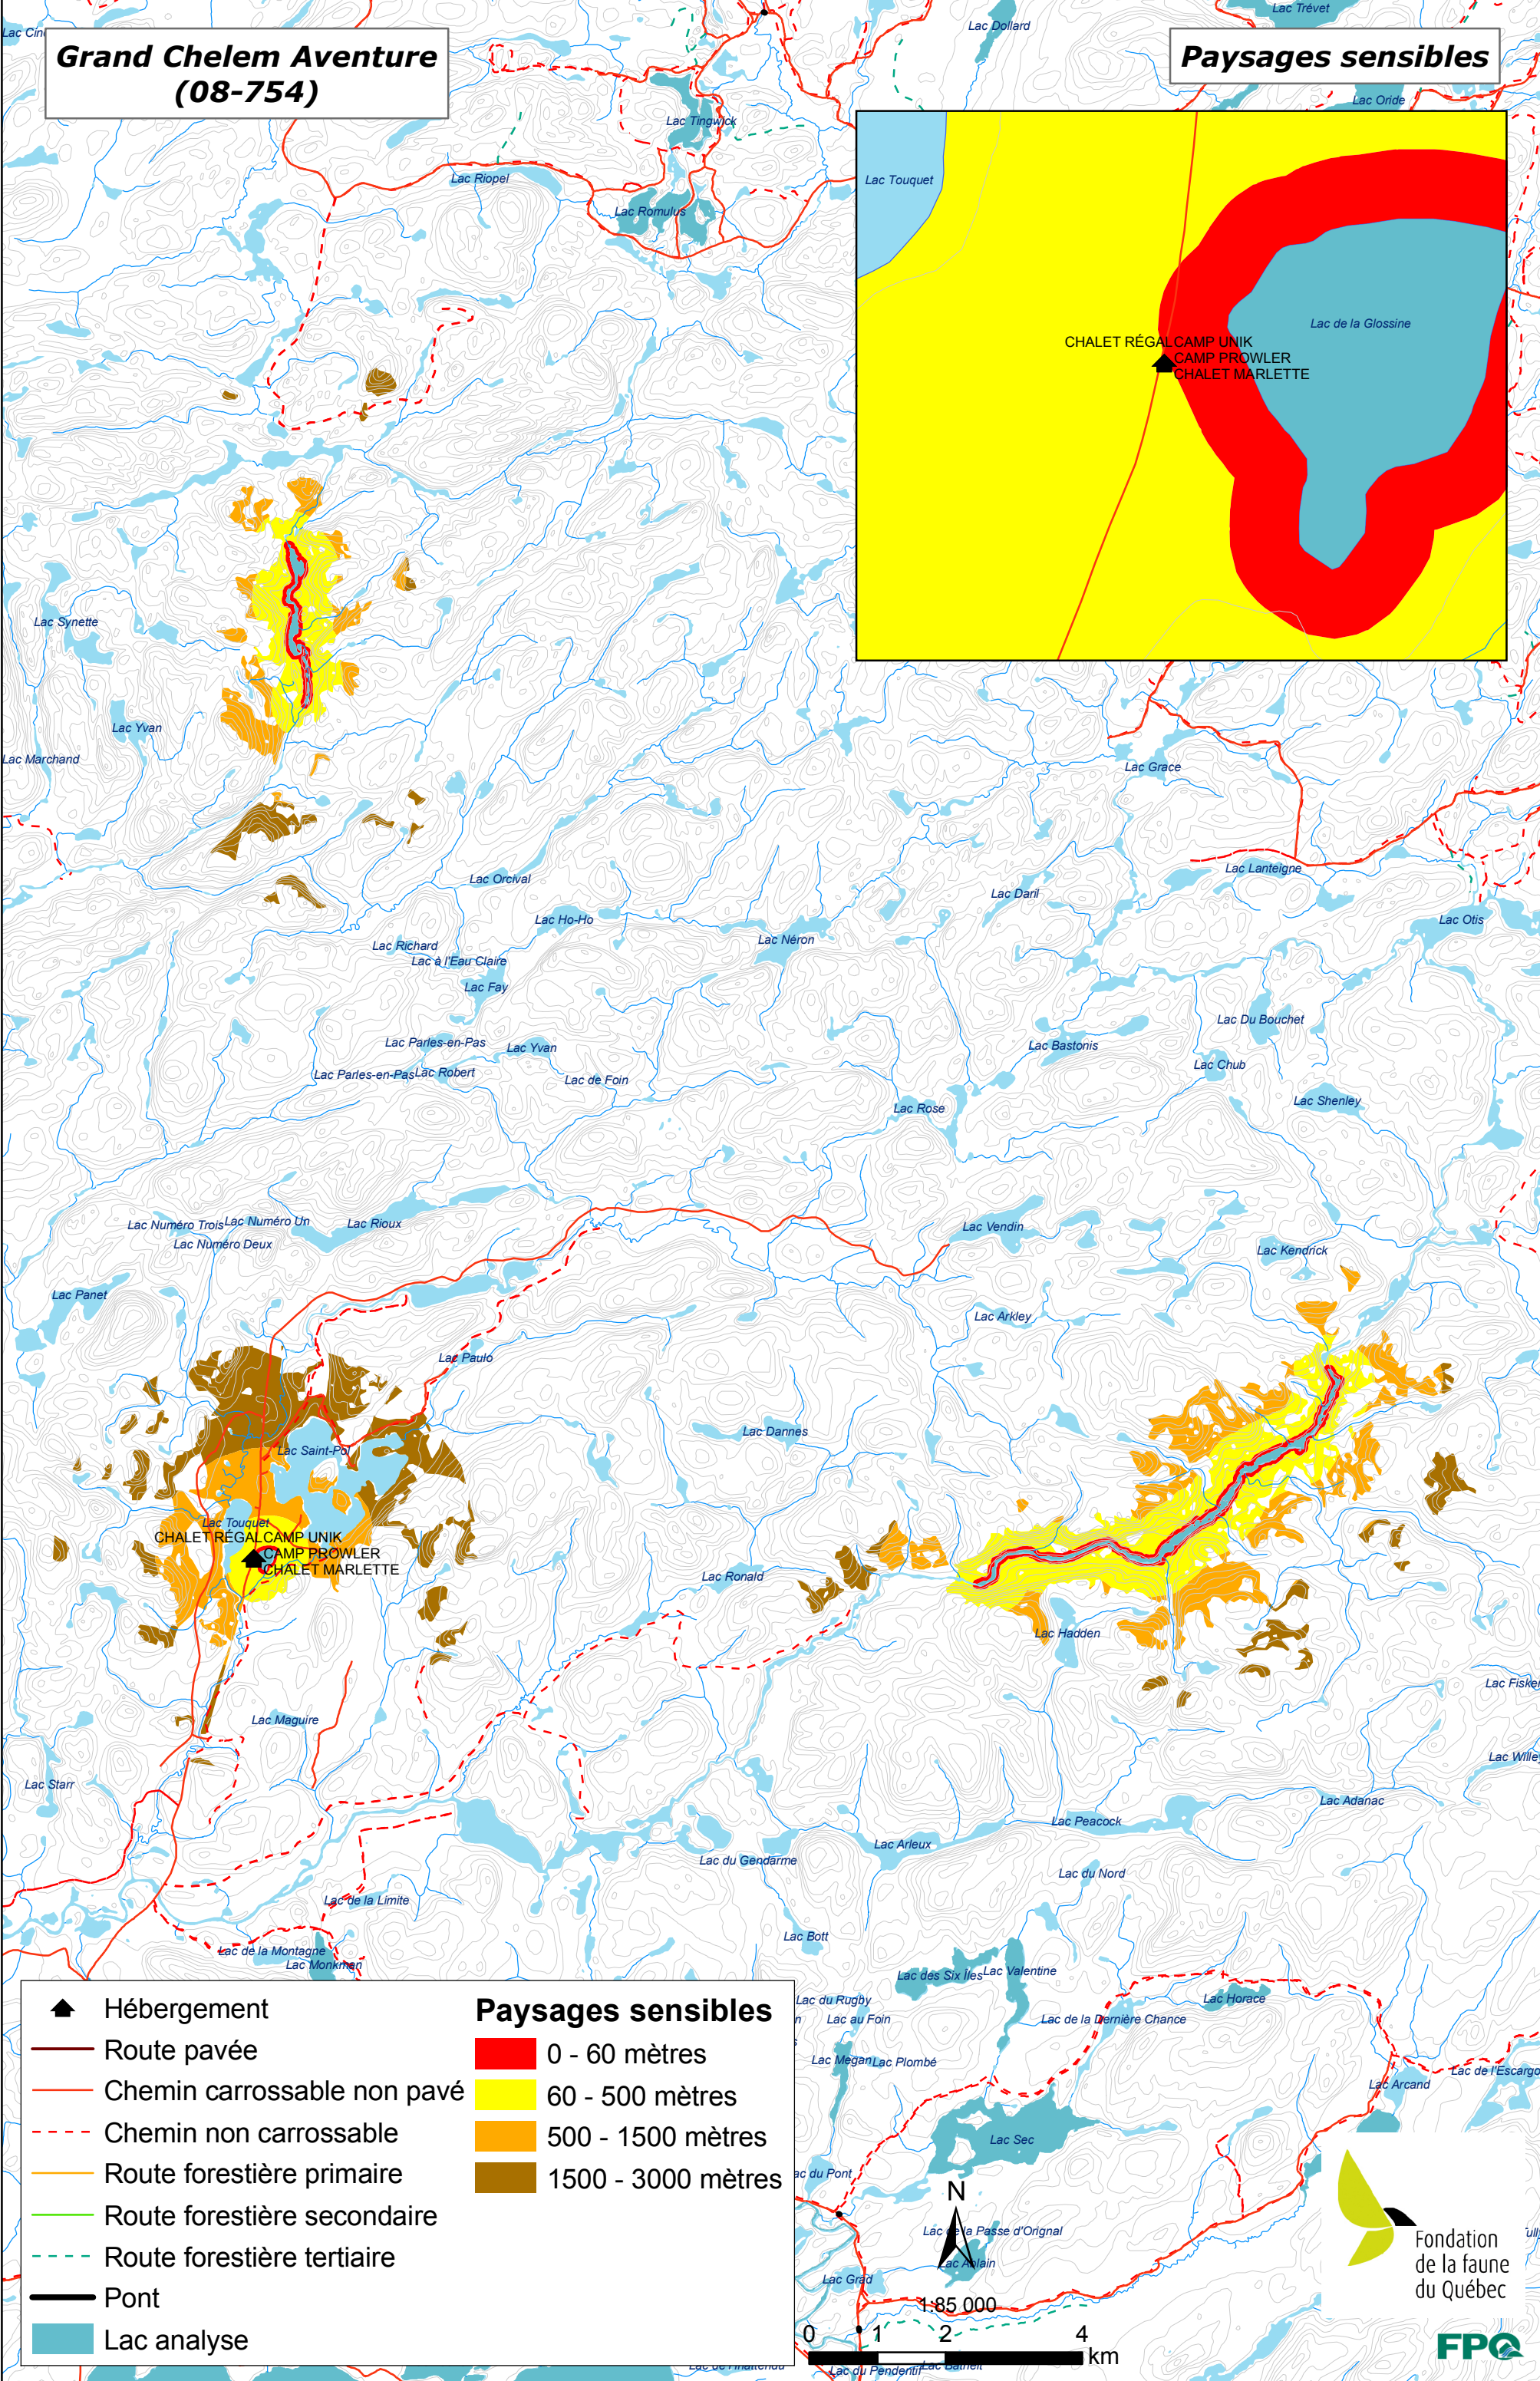 Lac Trévet
Lac Dollard
Grand Chelem Aventure
(08-754)
Paysages sensibles
Lac Oride
Lac Tingwick
Lac Riopel
Lac Romulus
Lac Touquet
Lac de la Glossine
CHALET RÉGAL CAMP UNIK
CAMP PROWLER
CHALET MARLETTE
Lac Synette
Lac Yvan
Lac Marchand
Lac Grace
Lac Lanteigne
Lac Orcival
Lac Daril
Lac Ho-Ho
Lac Otis
Lac Néron
Lac Richard
Lac à l'Eau Claire
Lac Fay
Lac Du Bouchet
Lac Parles-en-Pas
Lac Yvan
Lac Bastonis
Lac Chub
Lac Parles-en-Pas Lac Robert
Lac de Foin
Lac Shenley
Lac Rose
Lac Numéro Trois Lac Numéro Un
Lac Rioux
Lac Vendin
Lac Numéro Deux
Lac Kendrick
Lac Panet
Lac Arkley
Lac Paulo
Lac Dannes
Lac Saint-Pol
Lac Touquet
CHALET RÉGAL CAMP UNIK
CAMP PROWLER
CHALET MARLETTE
Lac Ronald
Lac Hadden
Lac Maguire
Lac Starr
Lac Adanac
Lac Peacock
Lac Arleux
Lac du Gendarme
Lac du Nord
Lac de la Limite
Lac Bott
Lac de la Montagne
Lac Monkman
Lac des Six Îles Lac Valentine
Lac du Rugby
Lac Horace
Lac au Foin
Lac de la Dernière Chance
Lac Megan Lac Plombé
Lac Arcand
Lac Sec
Lac de la Passe d'Orignal
Lac Ablain
Lac Grad
Hébergement
Route pavée
Chemin carrossable non pavé
Chemin non carrossable
Route forestière primaire
Route forestière secondaire
Route forestière tertiaire
Pont
Lac analyse
Paysages sensibles
0 - 60 mètres
60 - 500 mètres
500 - 1500 mètres
1500 - 3000 mètres
N
1:85 000
0 1 2 4
km
Lac du Pendentif
Fondation
de la faune
du Québec
FPQ